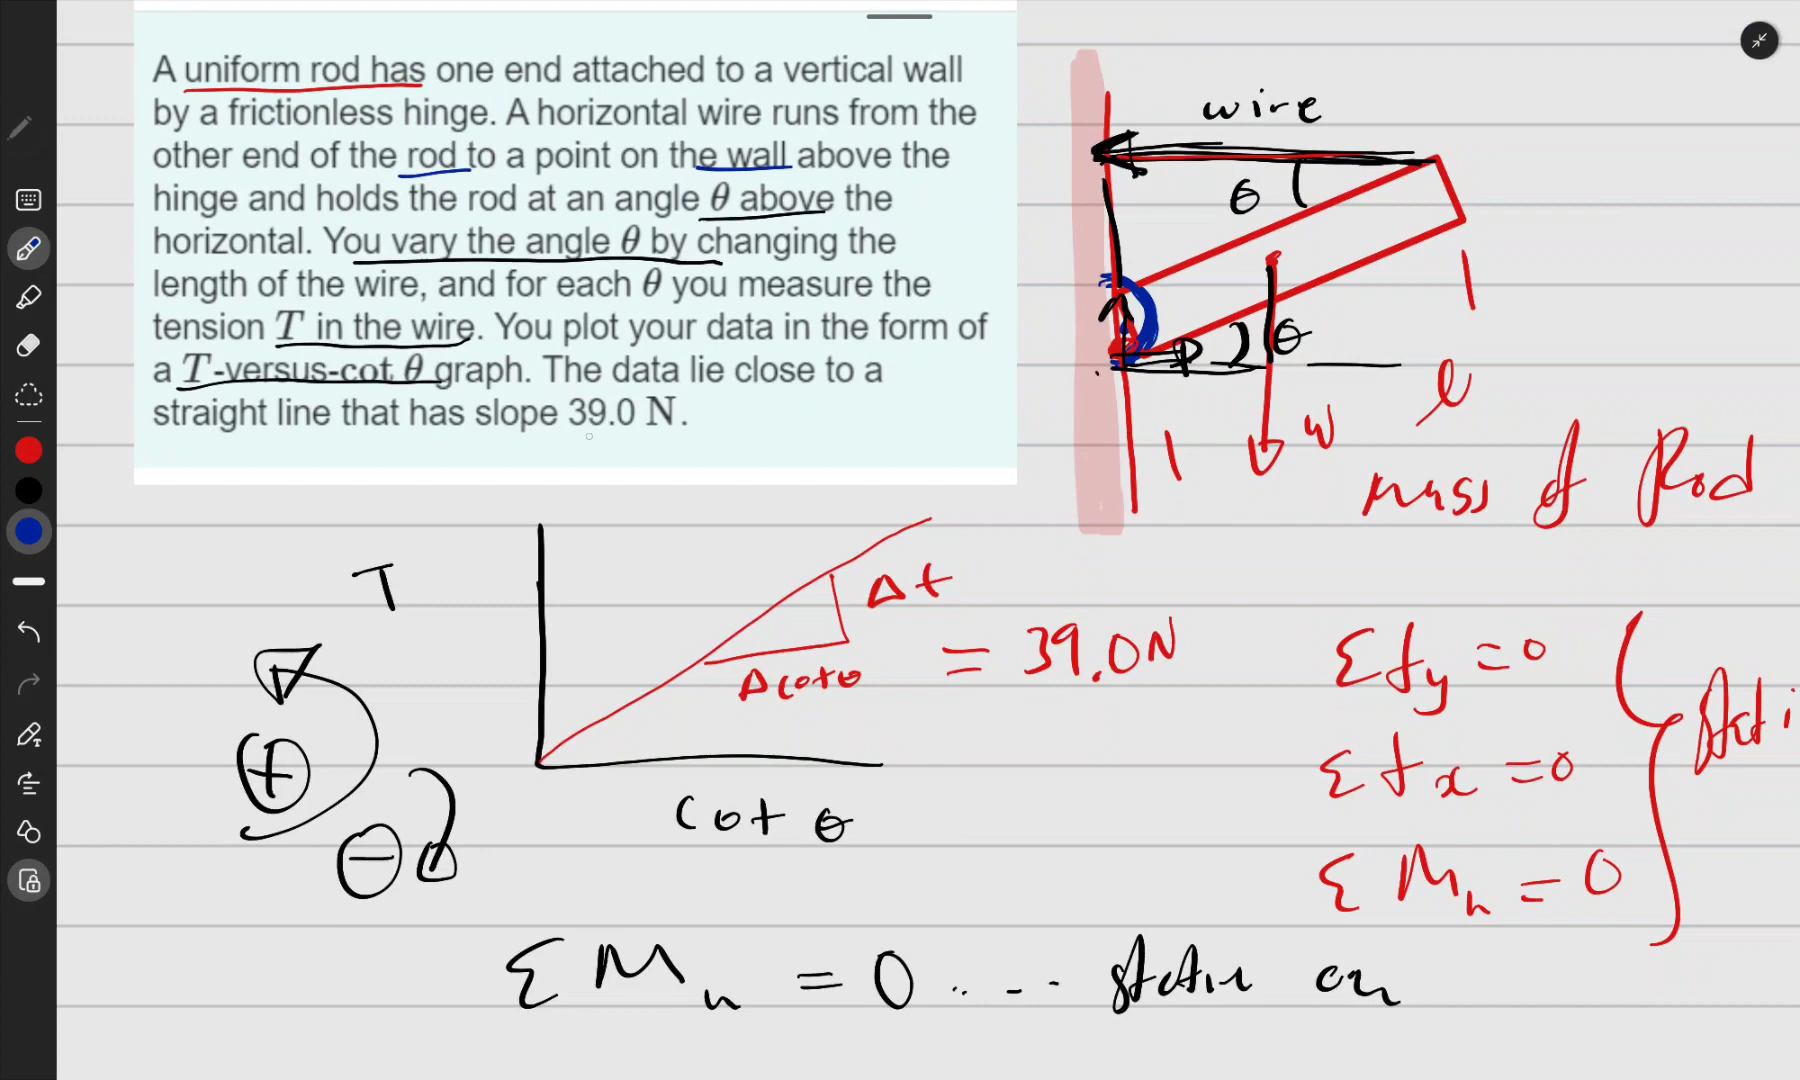 A uniform rod has one end attached to a vertical wall
by a frictionless hinge. A horizontal wire runs from the
other end of the rod to a point on the wall above the
hinge and holds the rod at an angle θ above the
horizontal. You vary the angle θ by changing the
length of the wire, and for each θ you measure the
tension T in the wire. You plot your data in the form of
a T-versus-cot θ graph. The data lie close to a
straight line that has slope 39.0 N.
wire
θ
θ
W
l
mass of Rod
T
Δt
Δcotθ
= 39.0N
cot θ
+
−
Σfy = 0
Σfx = 0
ΣMh = 0
ΣMh = 0 ....